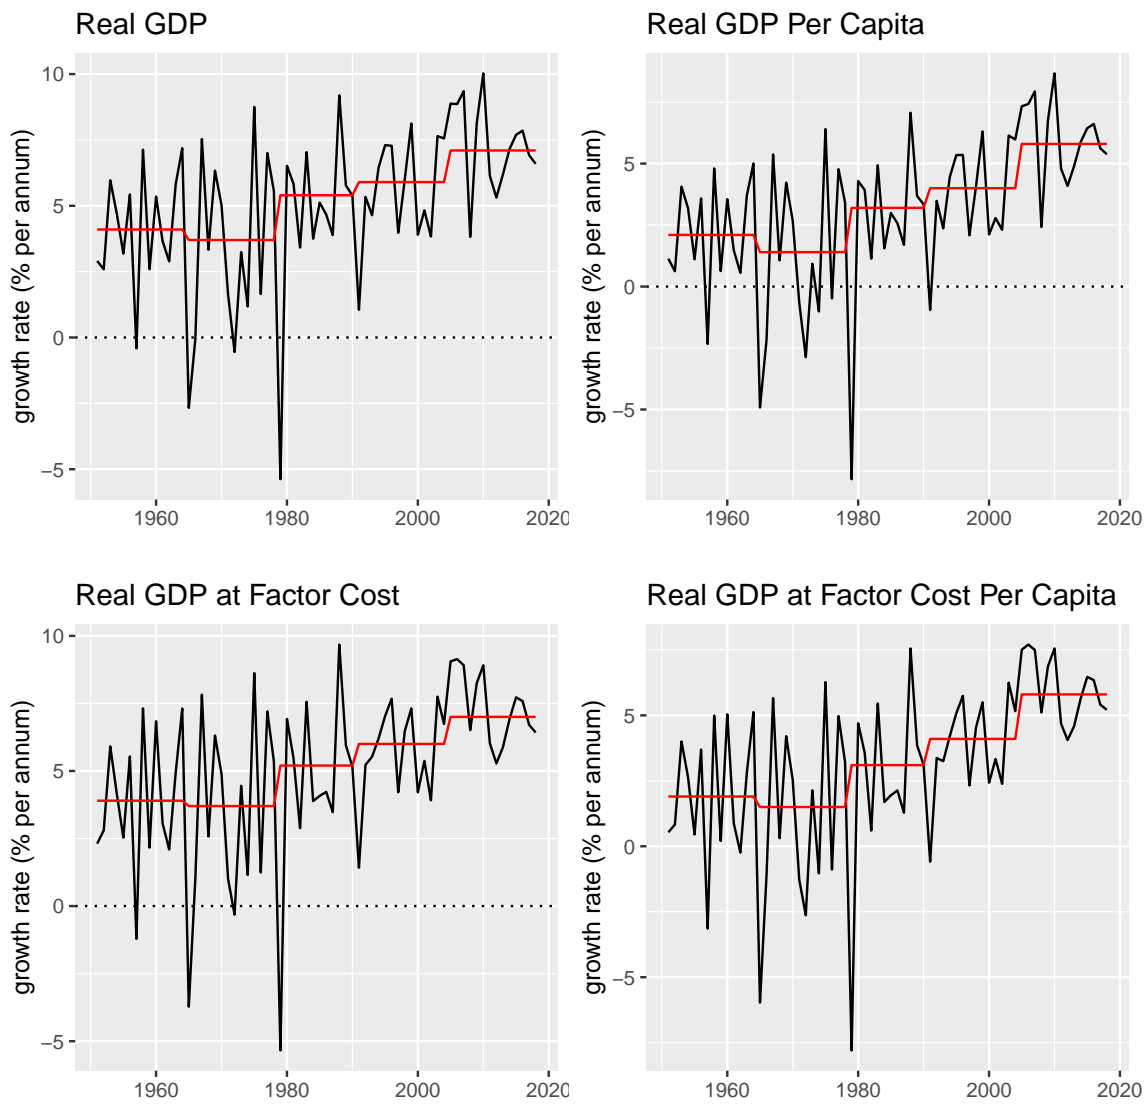 Real GDP
growth rate (% per annum)
10
5
0
−5
1960 1980 2000 2020
Real GDP Per Capita
growth rate (% per annum)
5
0
−5
1960 1980 2000 2020
Real GDP at Factor Cost
growth rate (% per annum)
10
5
0
−5
1960 1980 2000 2020
Real GDP at Factor Cost Per Capita
growth rate (% per annum)
5
0
−5
1960 1980 2000 2020